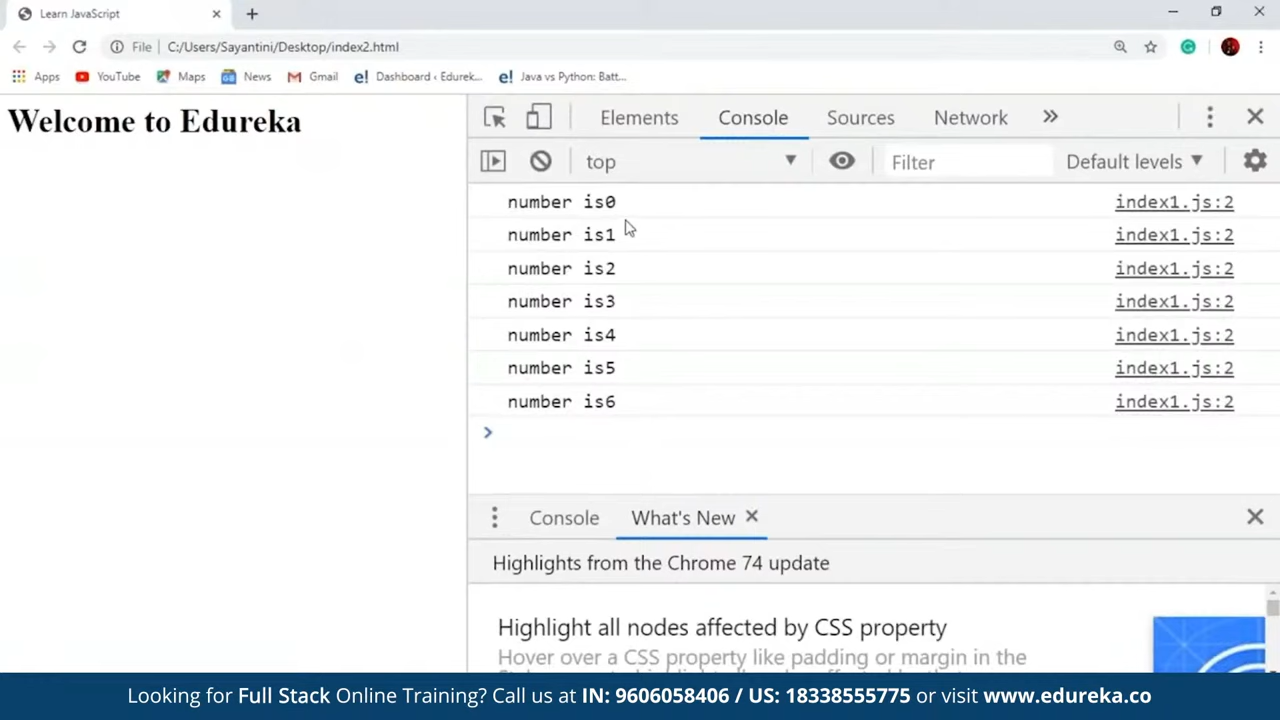 Learn JavaScript
File | C:/Users/Sayantini/Desktop/index2.html
Apps YouTube Maps News Gmail Dashboard ‹ Edurek... Java vs Python: Batt...
Welcome to Edureka
Elements Console Sources Network
top Filter Default levels
number is0 index1.js:2
number is1 index1.js:2
number is2 index1.js:2
number is3 index1.js:2
number is4 index1.js:2
number is5 index1.js:2
number is6 index1.js:2
Console What's New
Highlights from the Chrome 74 update
Highlight all nodes affected by CSS property
Hover over a CSS property like padding or margin in the
Looking for Full Stack Online Training? Call us at IN: 9606058406 / US: 18338555775 or visit www.edureka.co